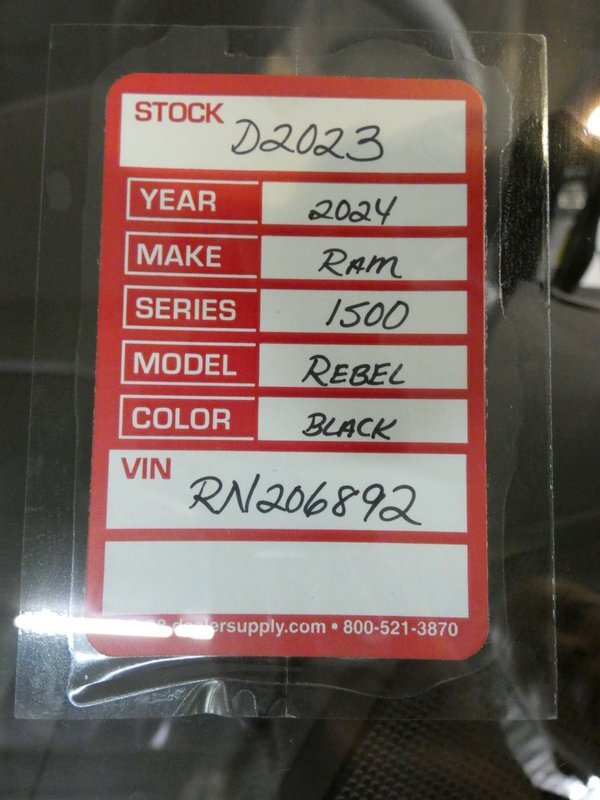 STOCK D2023
YEAR 2024
MAKE RAM
SERIES 1500
MODEL REBEL
COLOR BLACK
VIN RN206892
dealersupply.com • 800-521-3870